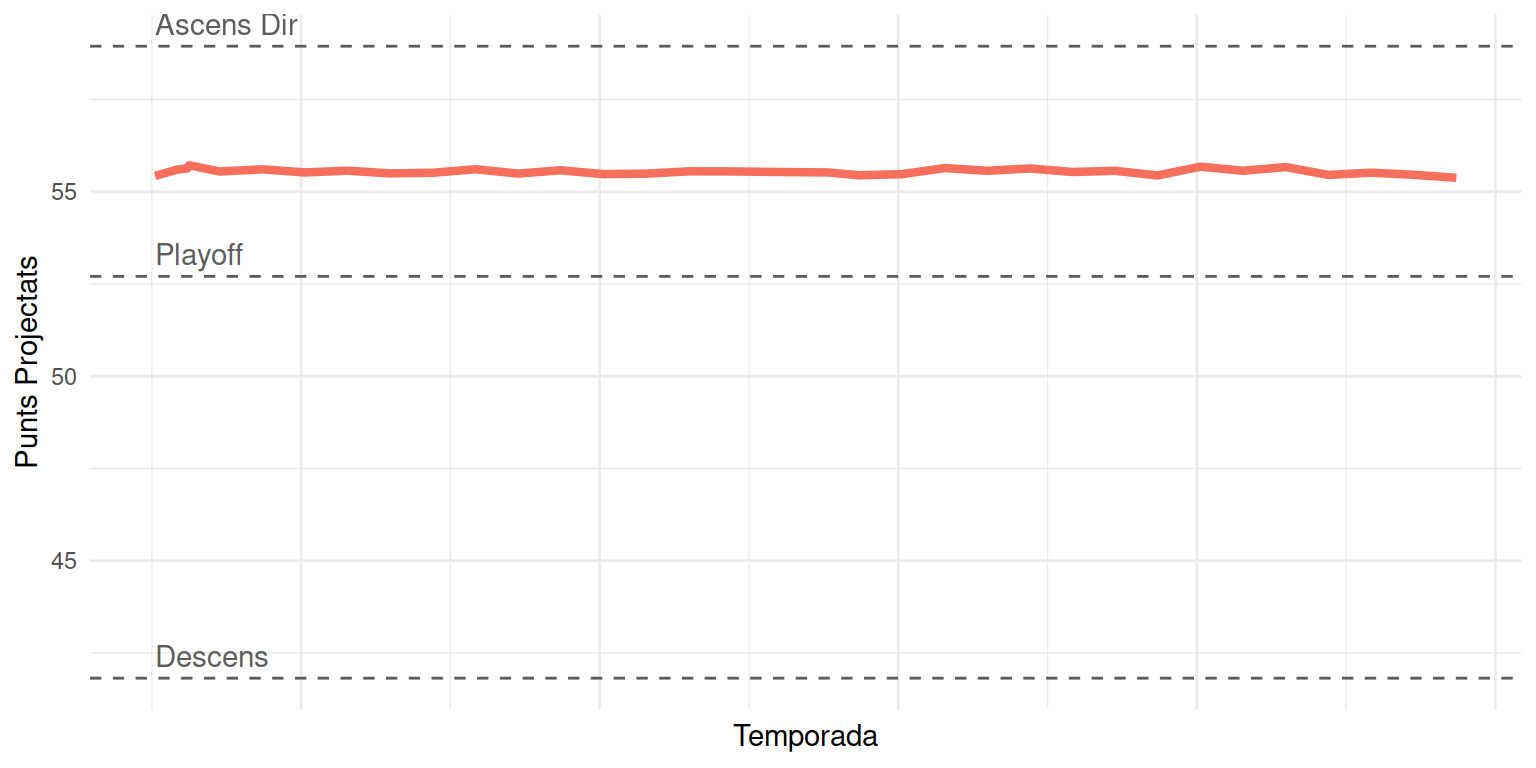 Ascens Dir
55
Playoff
50
45
Descens
Punts Projectats
Temporada